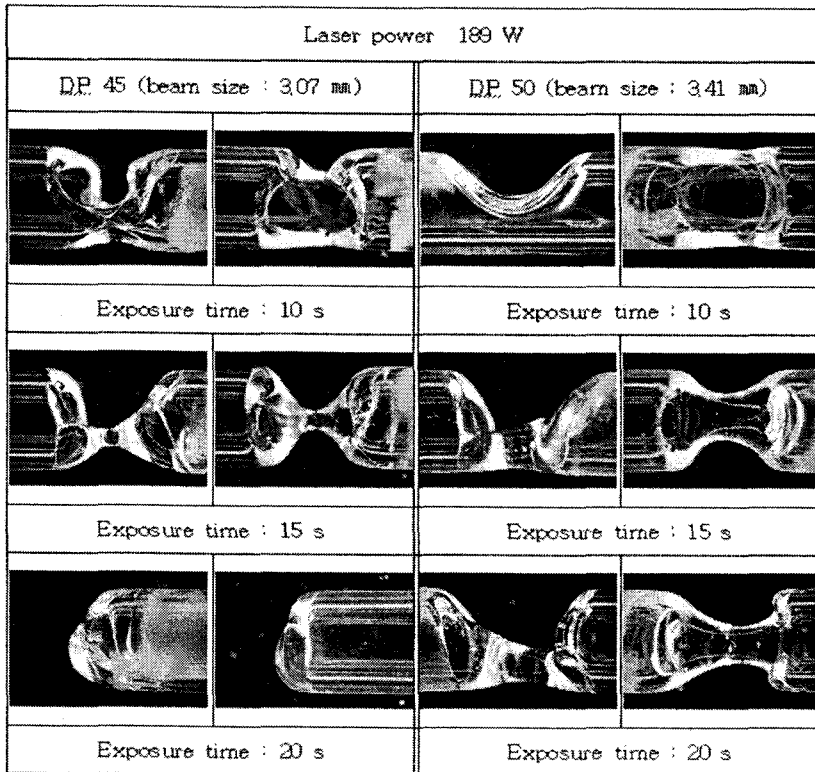 Laser power 189 W
D.P. 45 (beam size : 3.07 ㎜)
D.P. 50 (beam size : 3.41 ㎜)
Exposure time : 10 s
Exposure time : 10 s
Exposure time : 15 s
Exposure time : 15 s
Exposure time : 20 s
Exposure time : 20 s